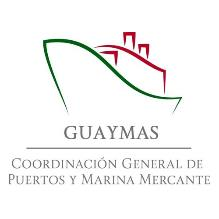 GUAYMAS
COORDINACIÓN GENERAL DE
PUERTOS Y MARINA MERCANTE